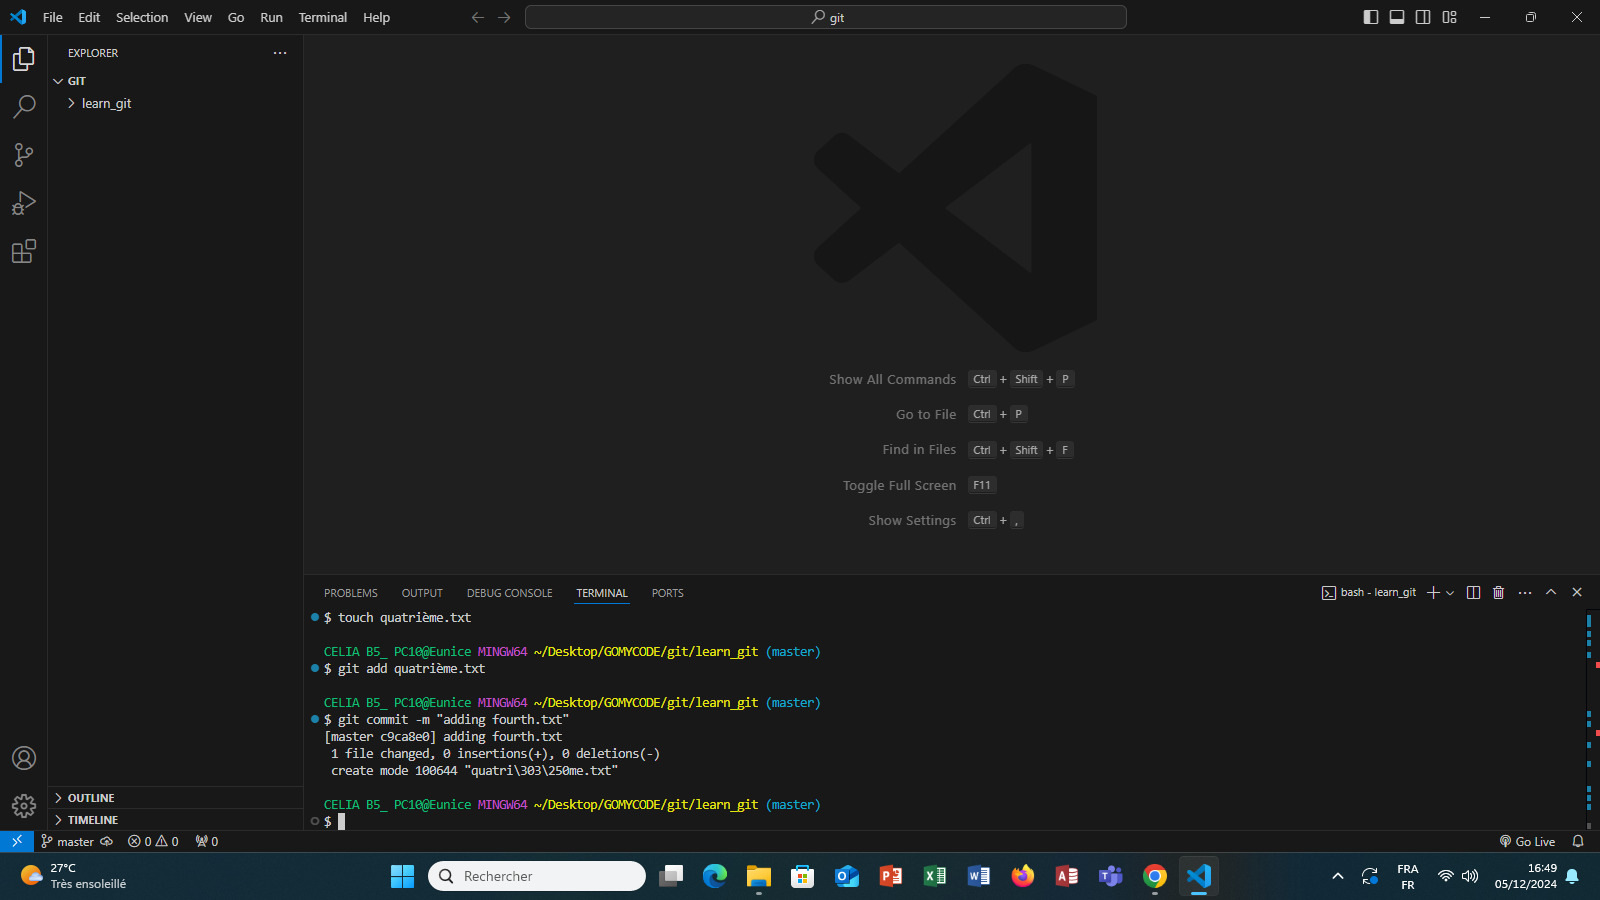 File Edit Selection View Go Run Terminal Help
git
EXPLORER
GIT
learn_git
Show All Commands Ctrl + Shift + P
Go to File Ctrl + P
Find in Files Ctrl + Shift + F
Toggle Full Screen F11
Show Settings Ctrl + ,
PROBLEMS OUTPUT DEBUG CONSOLE TERMINAL PORTS
bash - learn_git
$ touch quatrième.txt
CELIA B5_ PC10@Eunice MINGW64 ~/Desktop/GOMYCODE/git/learn_git (master)
$ git add quatrième.txt
CELIA B5_ PC10@Eunice MINGW64 ~/Desktop/GOMYCODE/git/learn_git (master)
$ git commit -m "adding fourth.txt"
[master c9ca8e0] adding fourth.txt
1 file changed, 0 insertions(+), 0 deletions(-)
create mode 100644 "quatri\303\250me.txt"
CELIA B5_ PC10@Eunice MINGW64 ~/Desktop/GOMYCODE/git/learn_git (master)
$
OUTLINE
TIMELINE
master 0 0 0
Go Live
27°C
Très ensoleillé
Rechercher
FRA
FR
16:49
05/12/2024